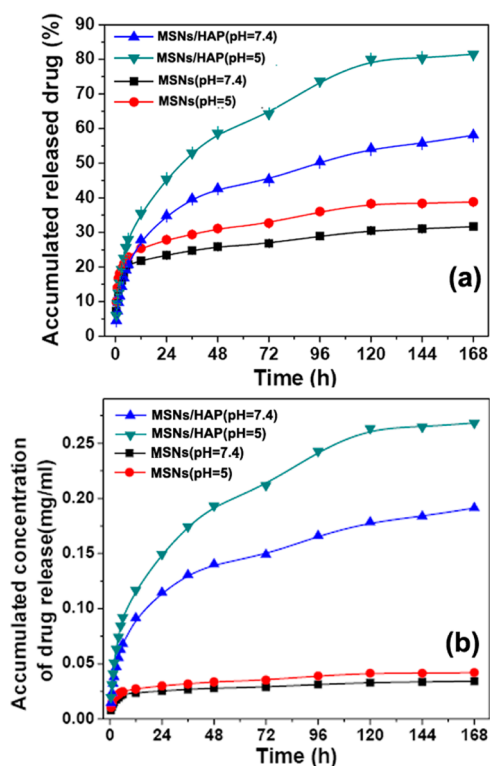 Accumulated released drug (%)
90
80
70
60
50
40
30
20
10
0
MSNs/HAP(pH=7.4)
MSNs/HAP(pH=5)
MSNs(pH=7.4)
MSNs(pH=5)
(a)
0 24 48 72 96 120 144 168
Time (h)
Accumulated concentration
of drug release(mg/ml)
0.25
0.20
0.15
0.10
0.05
0.00
MSNs/HAP(pH=7.4)
MSNs/HAP(pH=5)
MSNs(pH=7.4)
MSNs(pH=5)
(b)
0 24 48 72 96 120 144 168
Time (h)